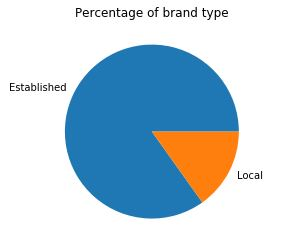 Percentage of brand type
Established
Local